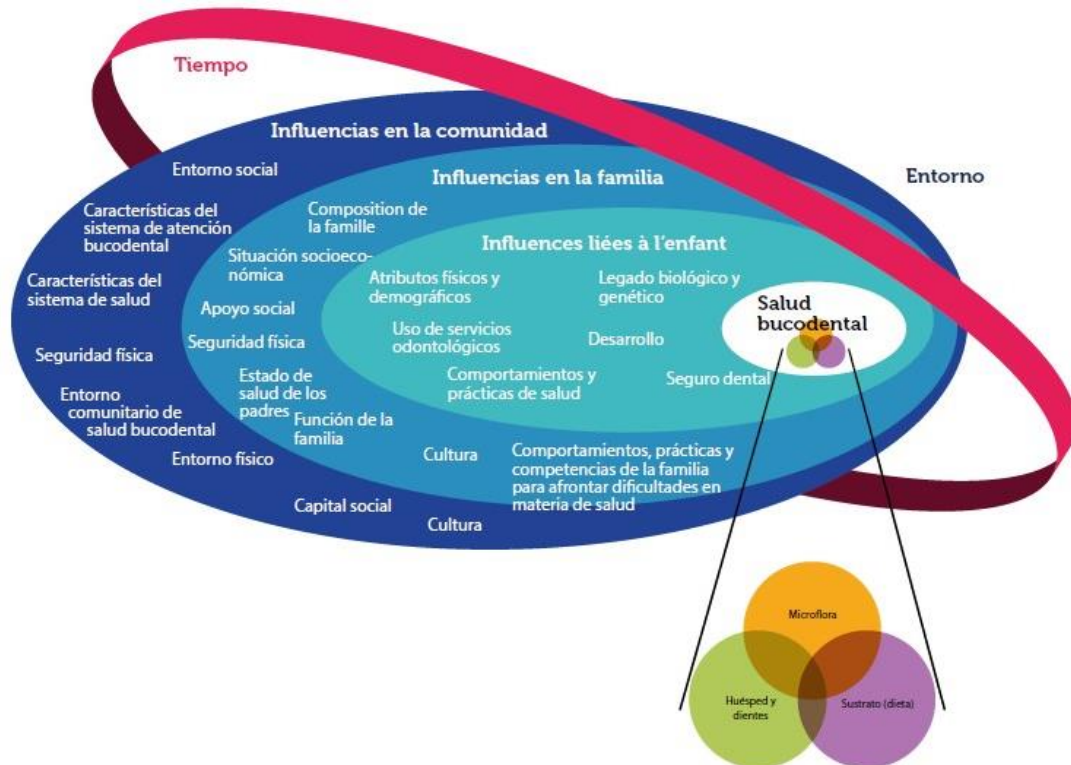 Tiempo
Influencias en la comunidad
Entorno
Entorno social
Características del
sistema de atención
bucodental
Características del
sistema de salud
Seguridad física
Entorno
comunitario de
salud bucodental
Entorno físico
Capital social
Cultura
Influencias en la familia
Composition de
la famille
Situación socioeco-
nómica
Apoyo social
Seguridad física
Estado de
salud de los
padres
Función de la
familia
Cultura
Comportamientos, prácticas y
competencias de la familia
para afrontar dificultades en
materia de salud
Influences liées à l'enfant
Atributos físicos y
demográficos
Legado biológico y
genético
Uso de servicios
odontológicos
Desarrollo
Comportamientos y
prácticas de salud
Seguro dental
Salud
bucodental
Microflora
Huésped y
dientes
Sustrato (dieta)